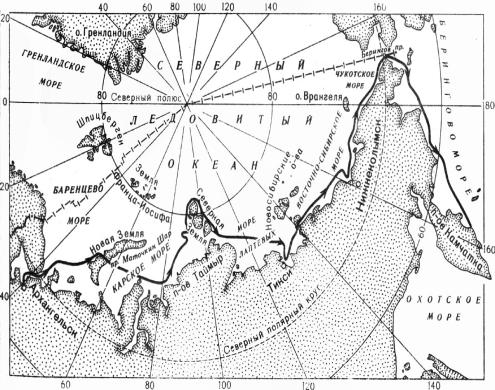 40 60 80 100 120 140 160
о. Гренландия
ГРЕНЛАНДСКОЕ
МОРЕ
20
0
20
40
СЕВЕРНЫЙ
ЛЕДОВИТЫЙ
ОКЕАН
Северный полюс
80
80
80
160
Берингов пр.
БЕРИНГОВО МОРЕ
ЧУКОТСКОЕ
МОРЕ
о. Врангеля
Шпицберген
Земля
Франца-Иосифа
БАРЕНЦЕВО
МОРЕ
Северная
Земля
Новосибирские
о-ва
ВОСТОЧНО-СИБИРСКОЕ МОРЕ
Нижнеколымск
МОРЕ
ЛАПТЕВЫХ
Новая Земля
Маточкин Шар
КАРСКОЕ МОРЕ
Таймыр
Тикси
Архангельск
Северный полярный круг
Камчатка
ОХОТСКОЕ
МОРЕ
60 80 100 120 140